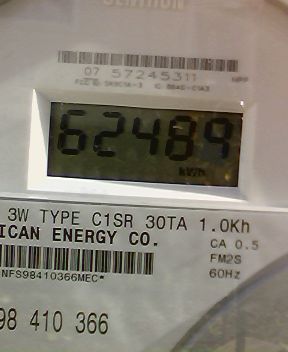 CENTRON
07 57245311
62489
kWh
3W TYPE C1SR 30TA 1.0Kh
ICAN ENERGY CO.
CA 0.5
FM2S
60Hz
NFS98410366MEC*
98 410 366